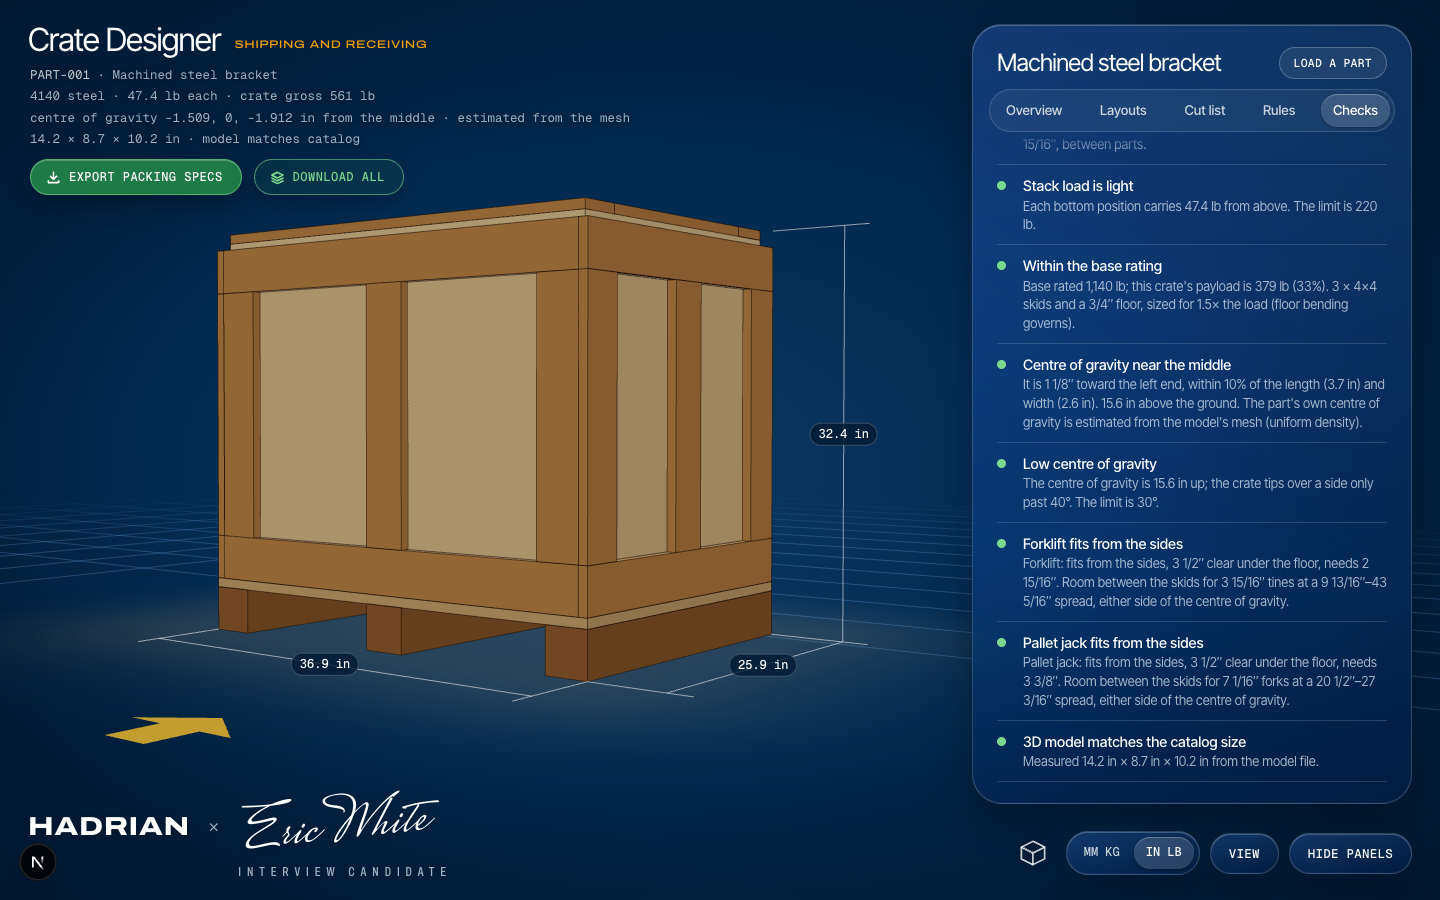 Crate Designer SHIPPING AND RECEIVING
PART-001 · Machined steel bracket
4140 steel · 47.4 lb each · crate gross 561 lb
centre of gravity -1.509, 0, -1.912 in from the middle · estimated from the mesh
14.2 × 8.7 × 10.2 in · model matches catalog
EXPORT PACKING SPECS
DOWNLOAD ALL
32.4 in
36.9 in
25.9 in
HADRIAN × Eric White
INTERVIEW CANDIDATE
N
Machined steel bracket
LOAD A PART
Overview Layouts Cut list Rules Checks
15/16″, between parts.
Stack load is light
Each bottom position carries 47.4 lb from above. The limit is 220
lb.
Within the base rating
Base rated 1,140 lb; this crate's payload is 379 lb (33%). 3 × 4×4
skids and a 3/4″ floor, sized for 1.5× the load (floor bending
governs).
Centre of gravity near the middle
It is 1 1/8″ toward the left end, within 10% of the length (3.7 in) and
width (2.6 in). 15.6 in above the ground. The part's own centre of
gravity is estimated from the model's mesh (uniform density).
Low centre of gravity
The centre of gravity is 15.6 in up; the crate tips over a side only
past 40°. The limit is 30°.
Forklift fits from the sides
Forklift: fits from the sides, 3 1/2″ clear under the floor, needs 2
15/16″. Room between the skids for 3 15/16″ tines at a 9 13/16″–43
5/16″ spread, either side of the centre of gravity.
Pallet jack fits from the sides
Pallet jack: fits from the sides, 3 1/2″ clear under the floor, needs
3 3/8″. Room between the skids for 7 1/16″ forks at a 20 1/2″–27
3/16″ spread, either side of the centre of gravity.
3D model matches the catalog size
Measured 14.2 in × 8.7 in × 10.2 in from the model file.
MM KG IN LB
VIEW
HIDE PANELS